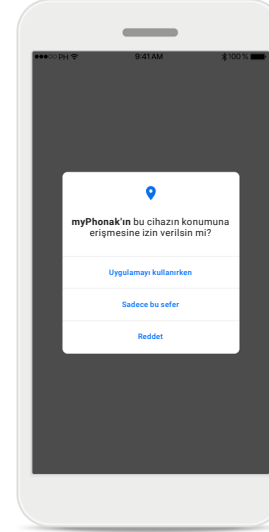 PH 9:41 AM 100 %
myPhonak'ın bu cihazın konumuna
erişmesine izin verilsin mi?
Uygulamayı kullanırken
Sadece bu sefer
Reddet